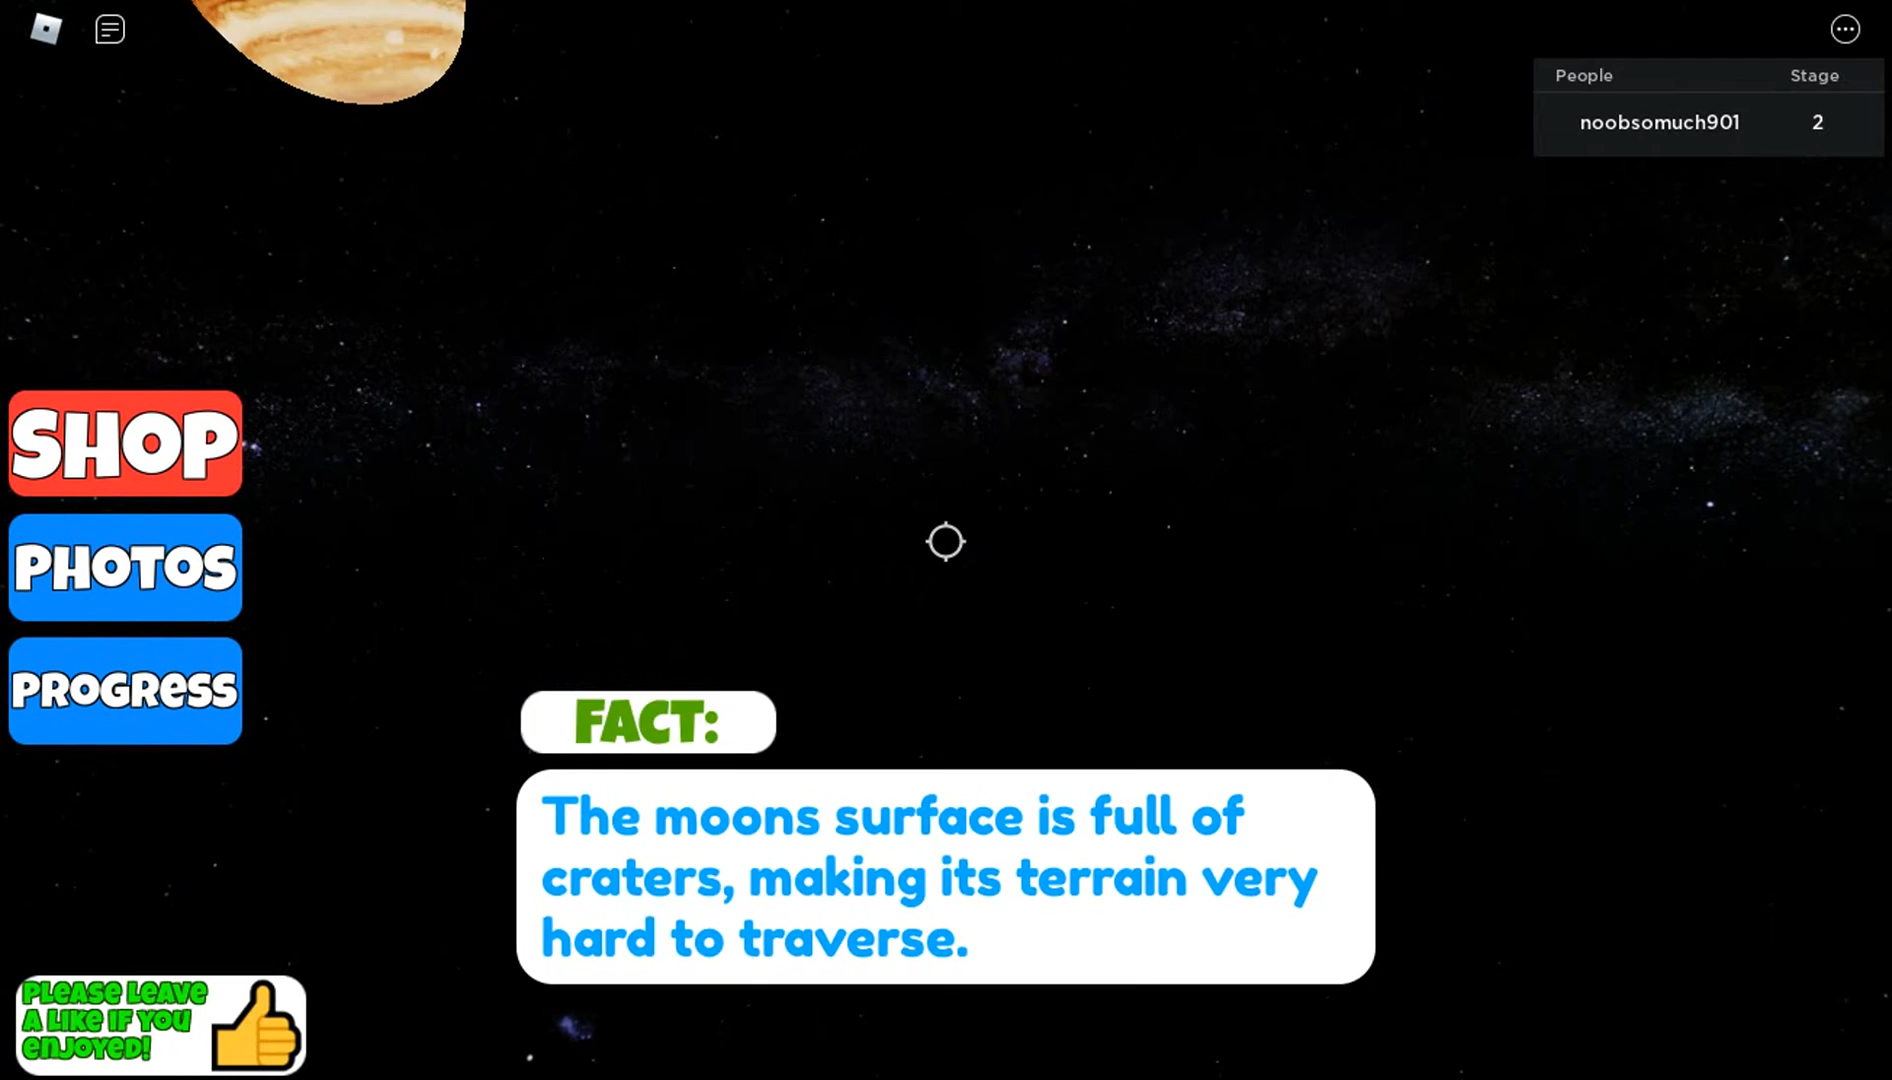 People Stage
noobsomuch901 2
SHOP
PHOTOS
PROGRESS
FACT:
The moons surface is full of
craters, making its terrain very
hard to traverse.
PLEASE LEAVE
A LIKE IF YOU
ENJOYED!